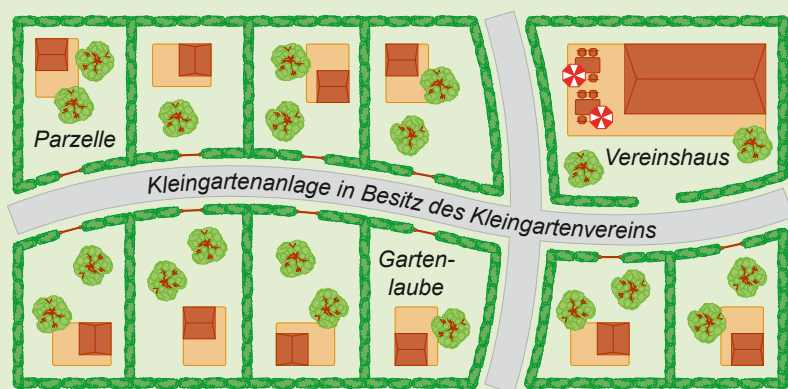 Parzelle
Vereinshaus
Kleingartenanlage in Besitz des Kleingartenvereins
Garten-
laube